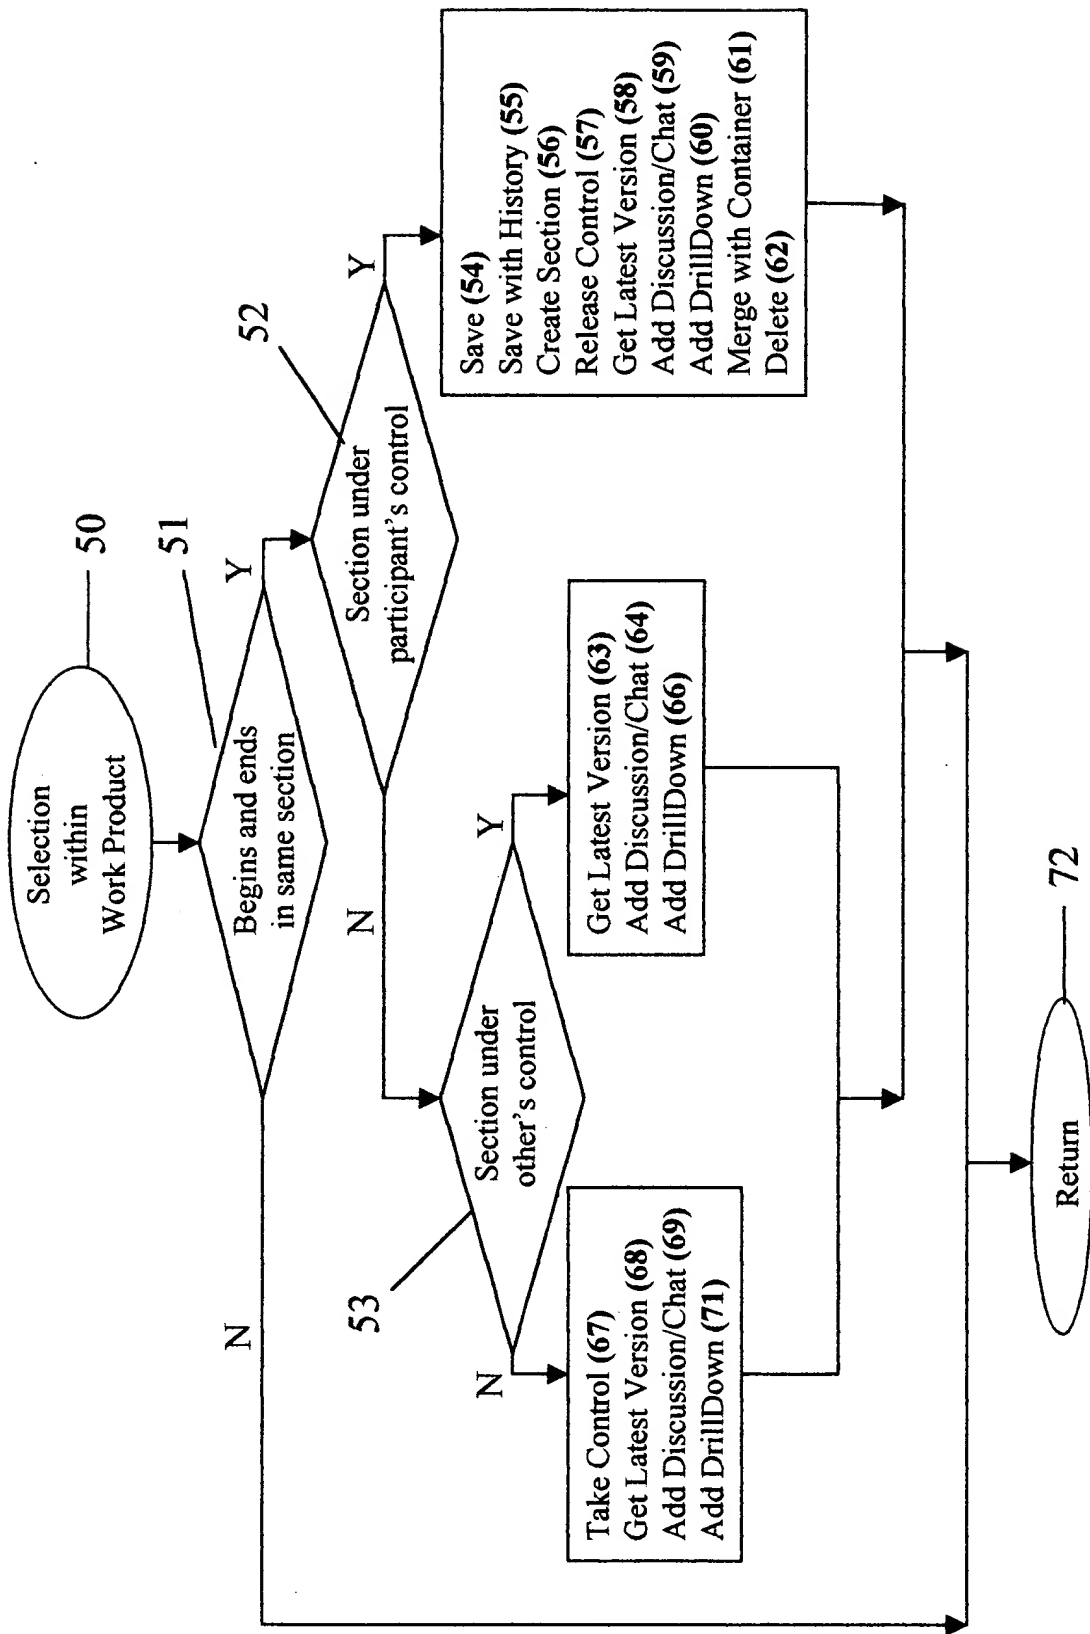 Selection
within
Work Product
50
51
Begins and ends
in same section
Y
N
52
Section under
participant's control
Y
N
Save (54)
Save with History (55)
Create Section (56)
Release Control (57)
Get Latest Version (58)
Add Discussion/Chat (59)
Add DrillDown (60)
Merge with Container (61)
Delete (62)
53
Section under
other's control
Y
N
Get Latest Version (63)
Add Discussion/Chat (64)
Add DrillDown (66)
Take Control (67)
Get Latest Version (68)
Add Discussion/Chat (69)
Add DrillDown (71)
Return
72